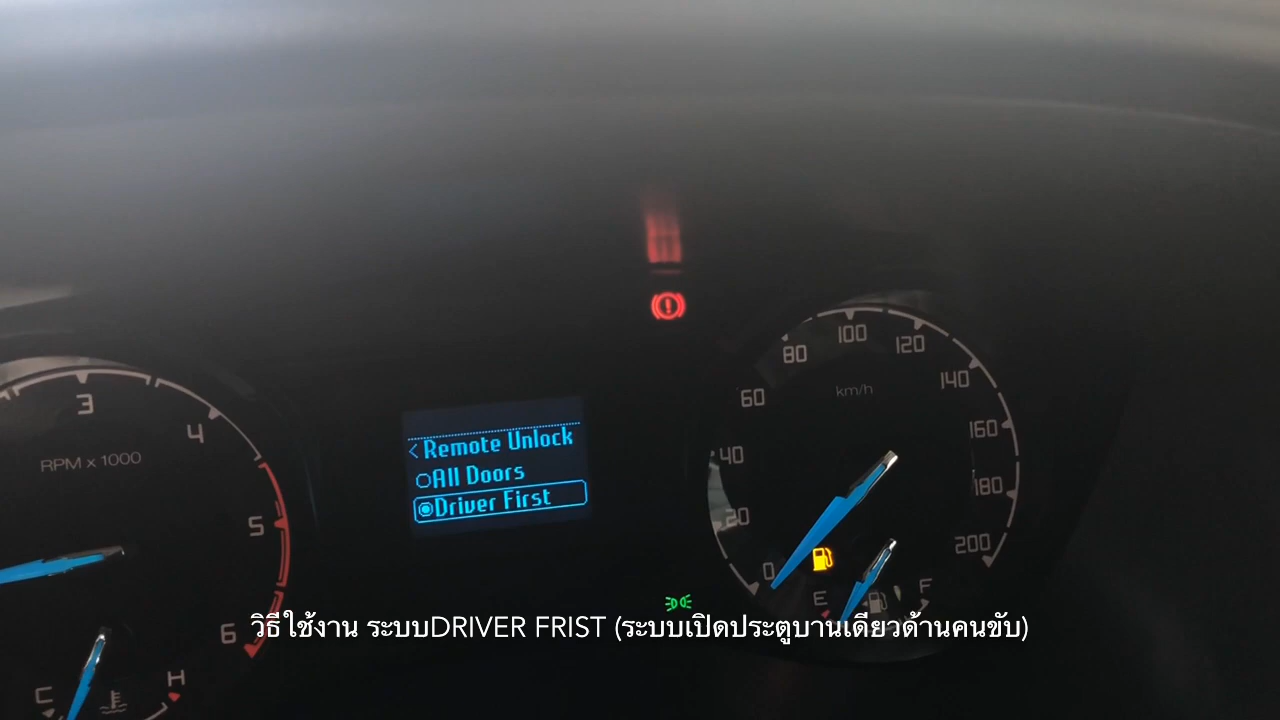 Remote Unlock
All Doors
Driver First
3
4
5
6
RPM x 1000
C
H
0
20
40
60
80
100
120
140
160
180
200
km/h
E
F
วิธีใช้งาน ระบบDRIVER FRIST (ระบบเปิดประตูบานเดียวด้านคนขับ)